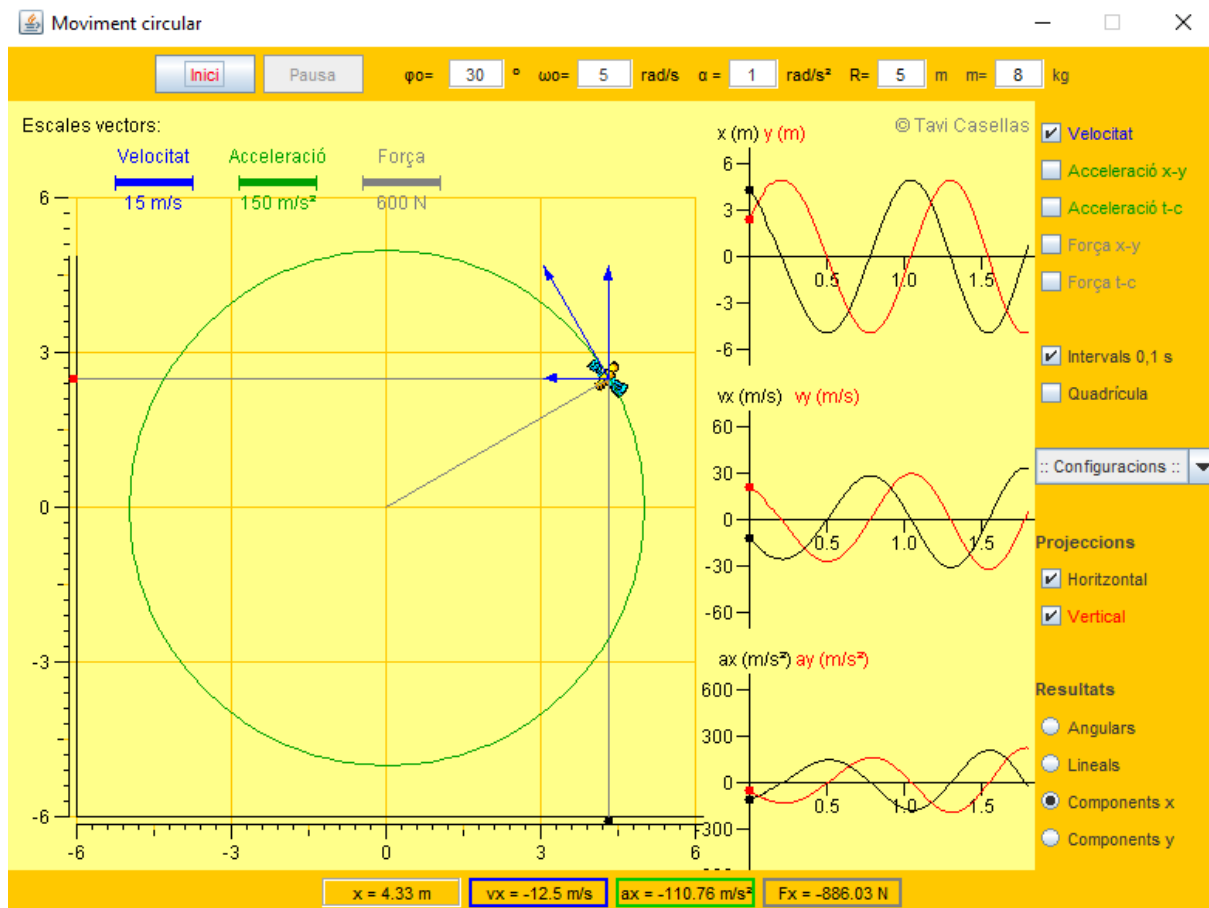 Moviment circular
Inici Pausa φo= 30 º ωo= 5 rad/s α = 1 rad/s² R= 5 m m= 8 kg
Escales vectors:
Velocitat Acceleració Força
15 m/s 150 m/s² 600 N
6
3
0
-3
-6
-6 -3 0 3 6
© Tavi Casellas
x (m) y (m)
6
3
0
-3
-6
0.5 1.0 1.5
vx (m/s) vy (m/s)
60
30
0
-30
-60
0.5 1.0 1.5
ax (m/s²) ay (m/s²)
600
300
0
-300
0.5 1.0 1.5
Velocitat
Acceleració x-y
Acceleració t-c
Força x-y
Força t-c
Intervals 0,1 s
Quadrícula
:: Configuracions ::
Projeccions
Horitzontal
Vertical
Resultats
Angulars
Lineals
Components x
Components y
x = 4.33 m vx = -12.5 m/s ax = -110.76 m/s² Fx = -886.03 N